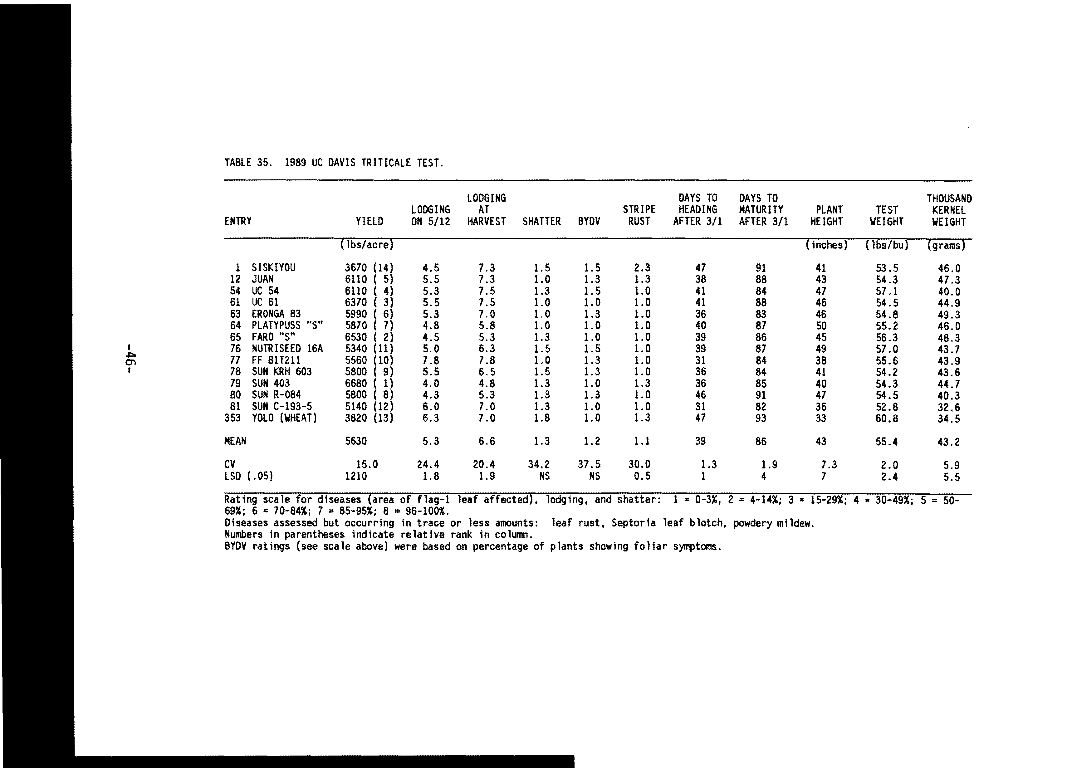 TABLE 35. 1989 UC DAVIS TRITICALE TEST.
LODGING DAYS TO DAYS TO THOUSAND
LODGING AT STRIPE HEADING MATURITY PLANT TEST KERNEL
ENTRY YIELD ON 5/12 HARVEST SHATTER BYDV RUST AFTER 3/1 AFTER 3/1 HEIGHT WEIGHT WEIGHT
(lbs/acre) (inches) (lbs/bu) (grams)
1 SISKIYOU 3670 (14) 4.5 7.3 1.5 1.5 2.3 47 91 41 53.5 46.0
12 JUAN 6110 ( 5) 5.5 7.3 1.0 1.3 1.3 38 88 43 54.3 47.3
54 UC 54 6110 ( 4) 5.3 7.5 1.3 1.5 1.0 41 84 47 57.1 40.0
61 UC 61 6370 ( 3) 5.5 7.5 1.0 1.0 1.0 41 88 46 54.5 44.9
63 ERONGA 83 5990 ( 6) 5.3 7.0 1.0 1.3 1.0 36 83 46 54.8 49.3
64 PLATYPUSS "S" 5870 ( 7) 4.8 5.8 1.0 1.0 1.0 40 87 50 55.2 46.0
65 FARO "S" 6530 ( 2) 4.5 5.3 1.3 1.0 1.0 39 86 45 56.3 48.3
76 NUTRISEED 16A 5340 (11) 5.0 6.3 1.5 1.5 1.0 39 87 49 57.0 43.7
77 FF 81T211 5560 (10) 7.8 7.8 1.0 1.3 1.0 31 84 38 55.6 43.9
78 SUN KRH 603 5800 ( 9) 5.5 6.5 1.5 1.3 1.0 36 84 41 54.2 43.6
79 SUN 403 6680 ( 1) 4.0 4.8 1.3 1.0 1.3 36 85 40 54.3 44.7
80 SUN R-084 5800 ( 8) 4.3 5.3 1.3 1.3 1.0 46 91 47 54.5 40.3
81 SUN C-193-5 5140 (12) 6.0 7.0 1.3 1.0 1.0 31 82 36 52.8 32.6
353 YOLO (WHEAT) 3820 (13) 6.3 7.0 1.8 1.0 1.3 47 93 33 60.8 34.5
MEAN 5630 5.3 6.6 1.3 1.2 1.1 39 86 43 55.4 43.2
CV 15.0 24.4 20.4 34.2 37.5 30.0 1.3 1.9 7.3 2.0 5.9
LSD (.05) 1210 1.8 1.9 NS NS 0.5 1 4 7 2.4 5.5
Rating scale for diseases (area of flag-1 leaf affected), lodging, and shatter: 1 = 0-3%, 2 = 4-14%; 3 = 15-29%; 4 = 30-49%; 5 = 50-
69%; 6 = 70-84%; 7 = 85-95%; 8 = 96-100%.
Diseases assessed but occurring in trace or less amounts: leaf rust, Septoria leaf blotch, powdery mildew.
Numbers in parentheses indicate relative rank in column.
BYDV ratings (see scale above) were based on percentage of plants showing foliar symptoms.
-46-